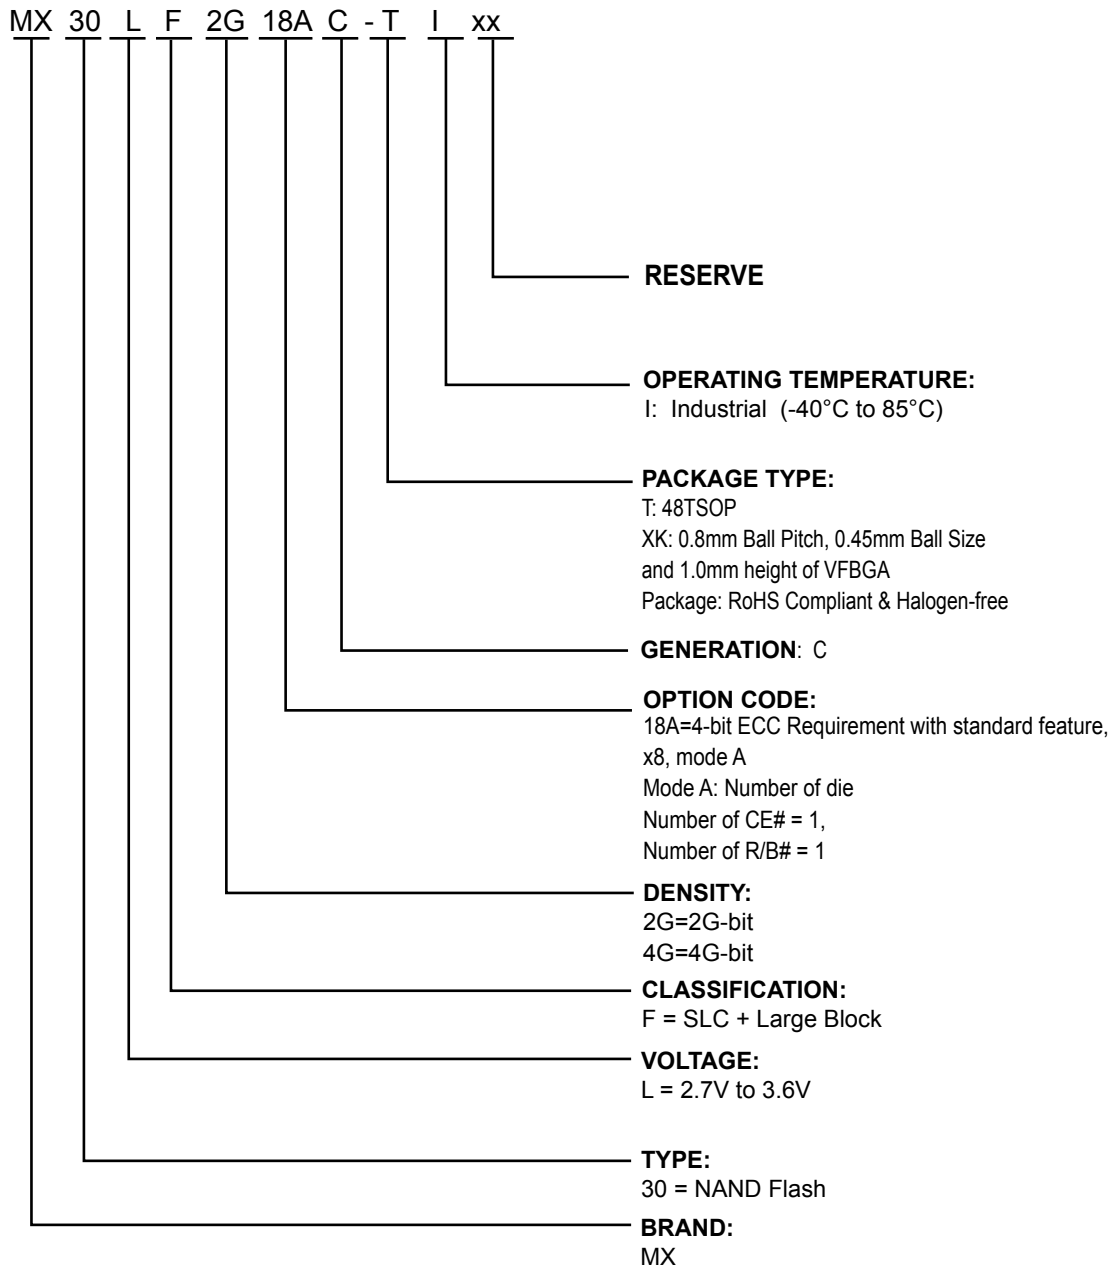 MX 30 L F 2G 18A C - T I xx
RESERVE
OPERATING TEMPERATURE:
I: Industrial (-40°C to 85°C)
PACKAGE TYPE:
T: 48TSOP
XK: 0.8mm Ball Pitch, 0.45mm Ball Size
and 1.0mm height of VFBGA
Package: RoHS Compliant & Halogen-free
GENERATION: C
OPTION CODE:
18A=4-bit ECC Requirement with standard feature,
x8, mode A
Mode A: Number of die
Number of CE# = 1,
Number of R/B# = 1
DENSITY:
2G=2G-bit
4G=4G-bit
CLASSIFICATION:
F = SLC + Large Block
VOLTAGE:
L = 2.7V to 3.6V
TYPE:
30 = NAND Flash
BRAND:
MX